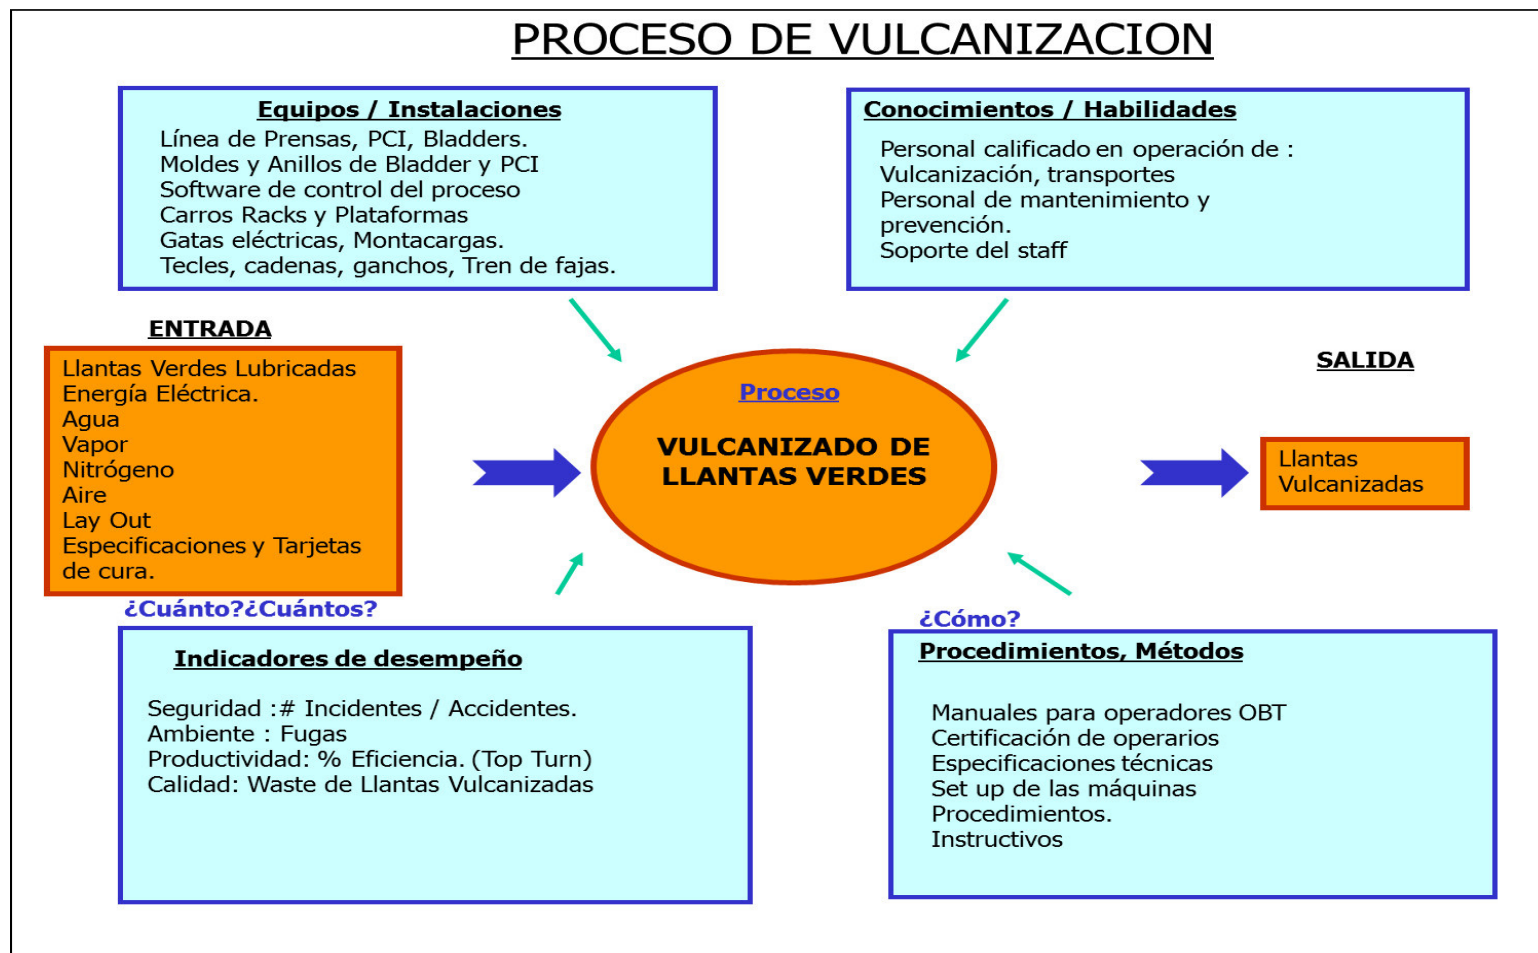 PROCESO DE VULCANIZACION
Equipos / Instalaciones
Línea de Prensas, PCI, Bladders.
Moldes y Anillos de Bladder y PCI
Software de control del proceso
Carros Racks y Plataformas
Gatas eléctricas, Montacargas.
Tecles, cadenas, ganchos, Tren de fajas.
Conocimientos / Habilidades
Personal calificado en operación de :
Vulcanización, transportes
Personal de mantenimiento y
prevención.
Soporte del staff
ENTRADA
Llantas Verdes Lubricadas
Energía Eléctrica.
Agua
Vapor
Nitrógeno
Aire
Lay Out
Especificaciones y Tarjetas
de cura.
Proceso
VULCANIZADO DE
LLANTAS VERDES
SALIDA
Llantas
Vulcanizadas
¿Cuánto?¿Cuántos?
Indicadores de desempeño
Seguridad :# Incidentes / Accidentes.
Ambiente : Fugas
Productividad: % Eficiencia. (Top Turn)
Calidad: Waste de Llantas Vulcanizadas
¿Cómo?
Procedimientos, Métodos
Manuales para operadores OBT
Certificación de operarios
Especificaciones técnicas
Set up de las máquinas
Procedimientos.
Instructivos